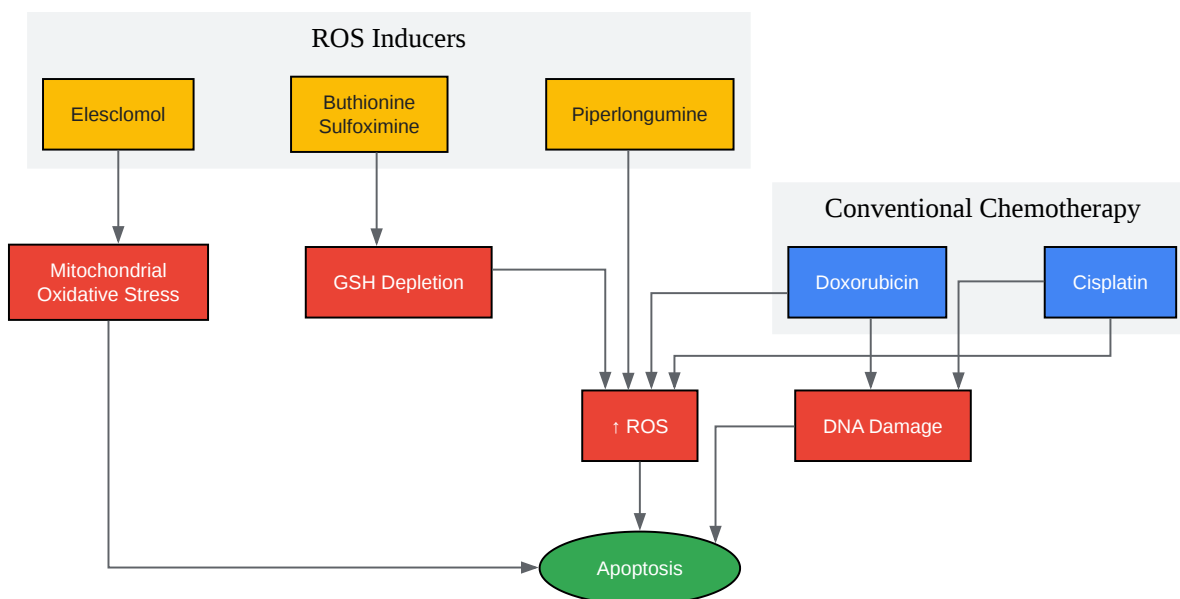 ROS Inducers
Elesclomol
Buthionine
Sulfoximine
Piperlongumine
Conventional Chemotherapy
Mitochondrial
Oxidative Stress
GSH Depletion
Doxorubicin
Cisplatin
↑ ROS
DNA Damage
Apoptosis